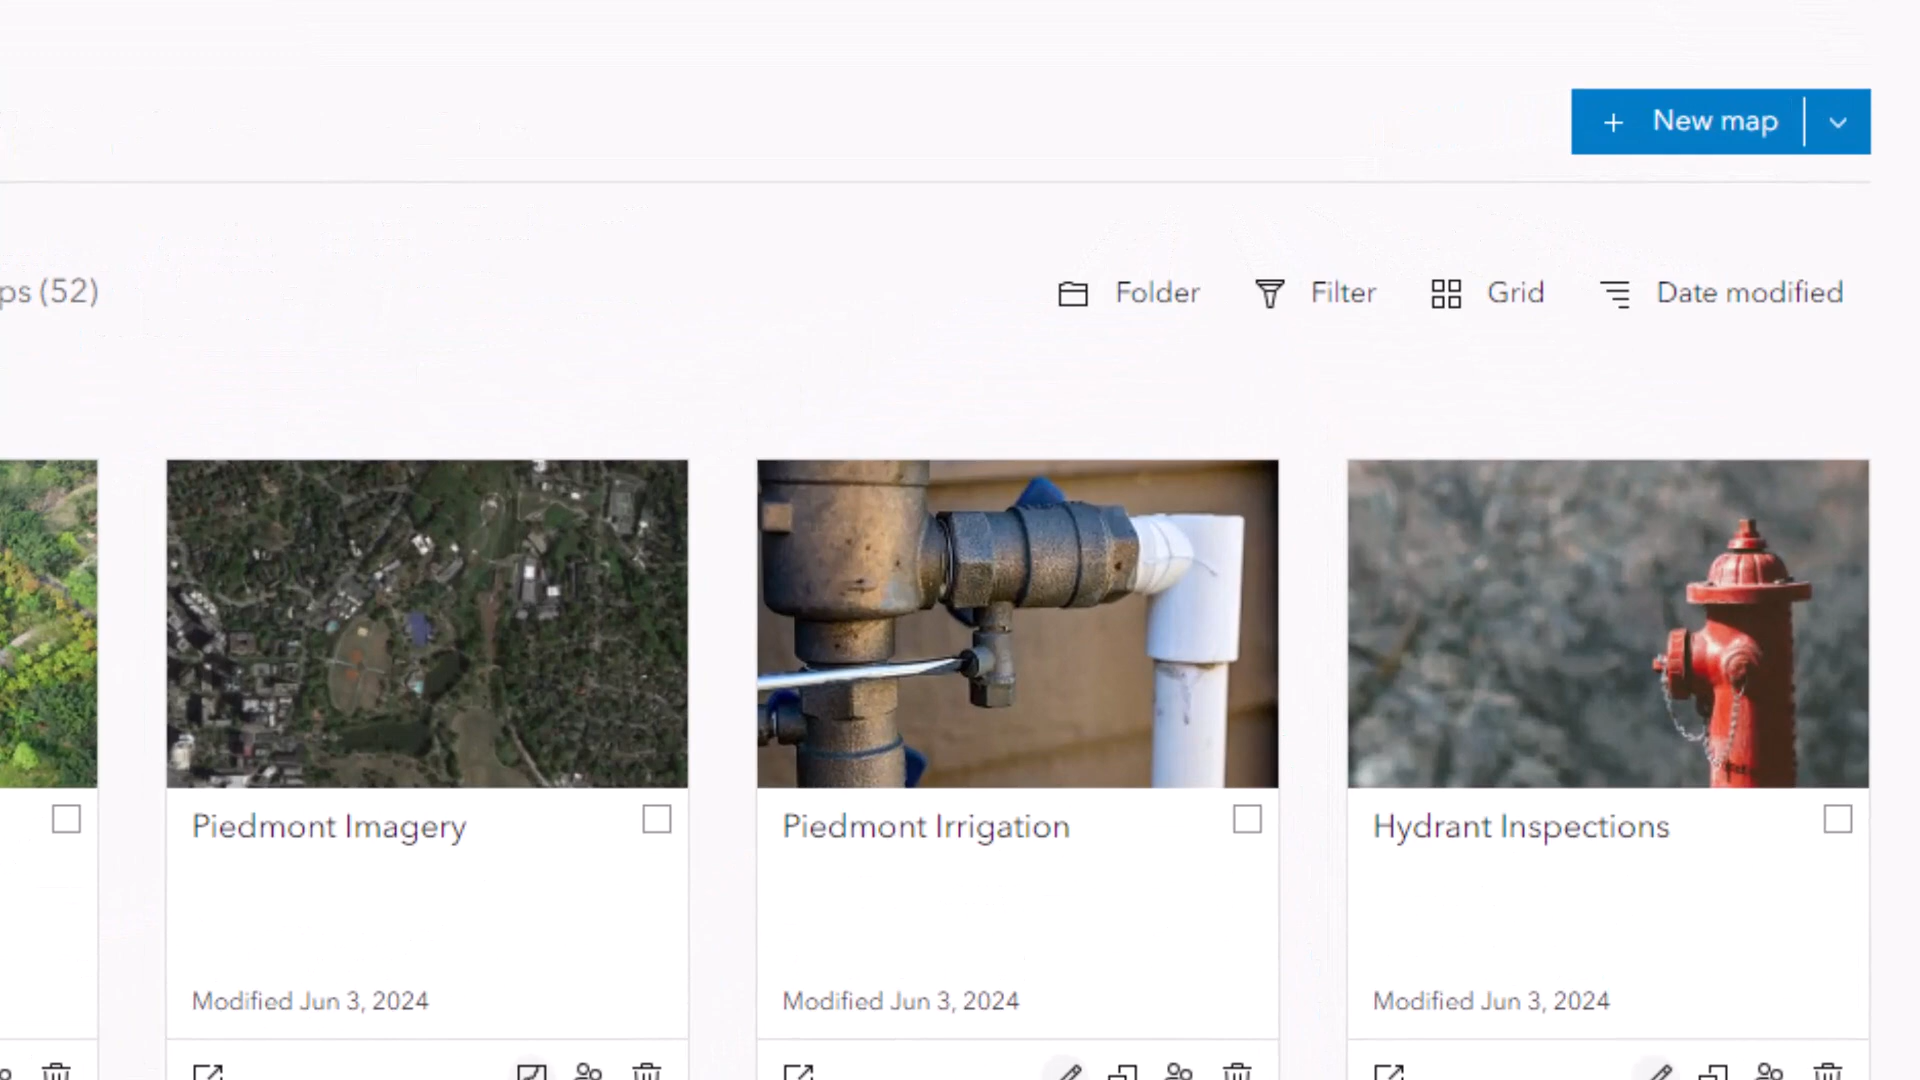 New map
ps (52)
Folder
Filter
Grid
Date modified
Piedmont Imagery
Piedmont Irrigation
Hydrant Inspections
Modified Jun 3, 2024
Modified Jun 3, 2024
Modified Jun 3, 2024